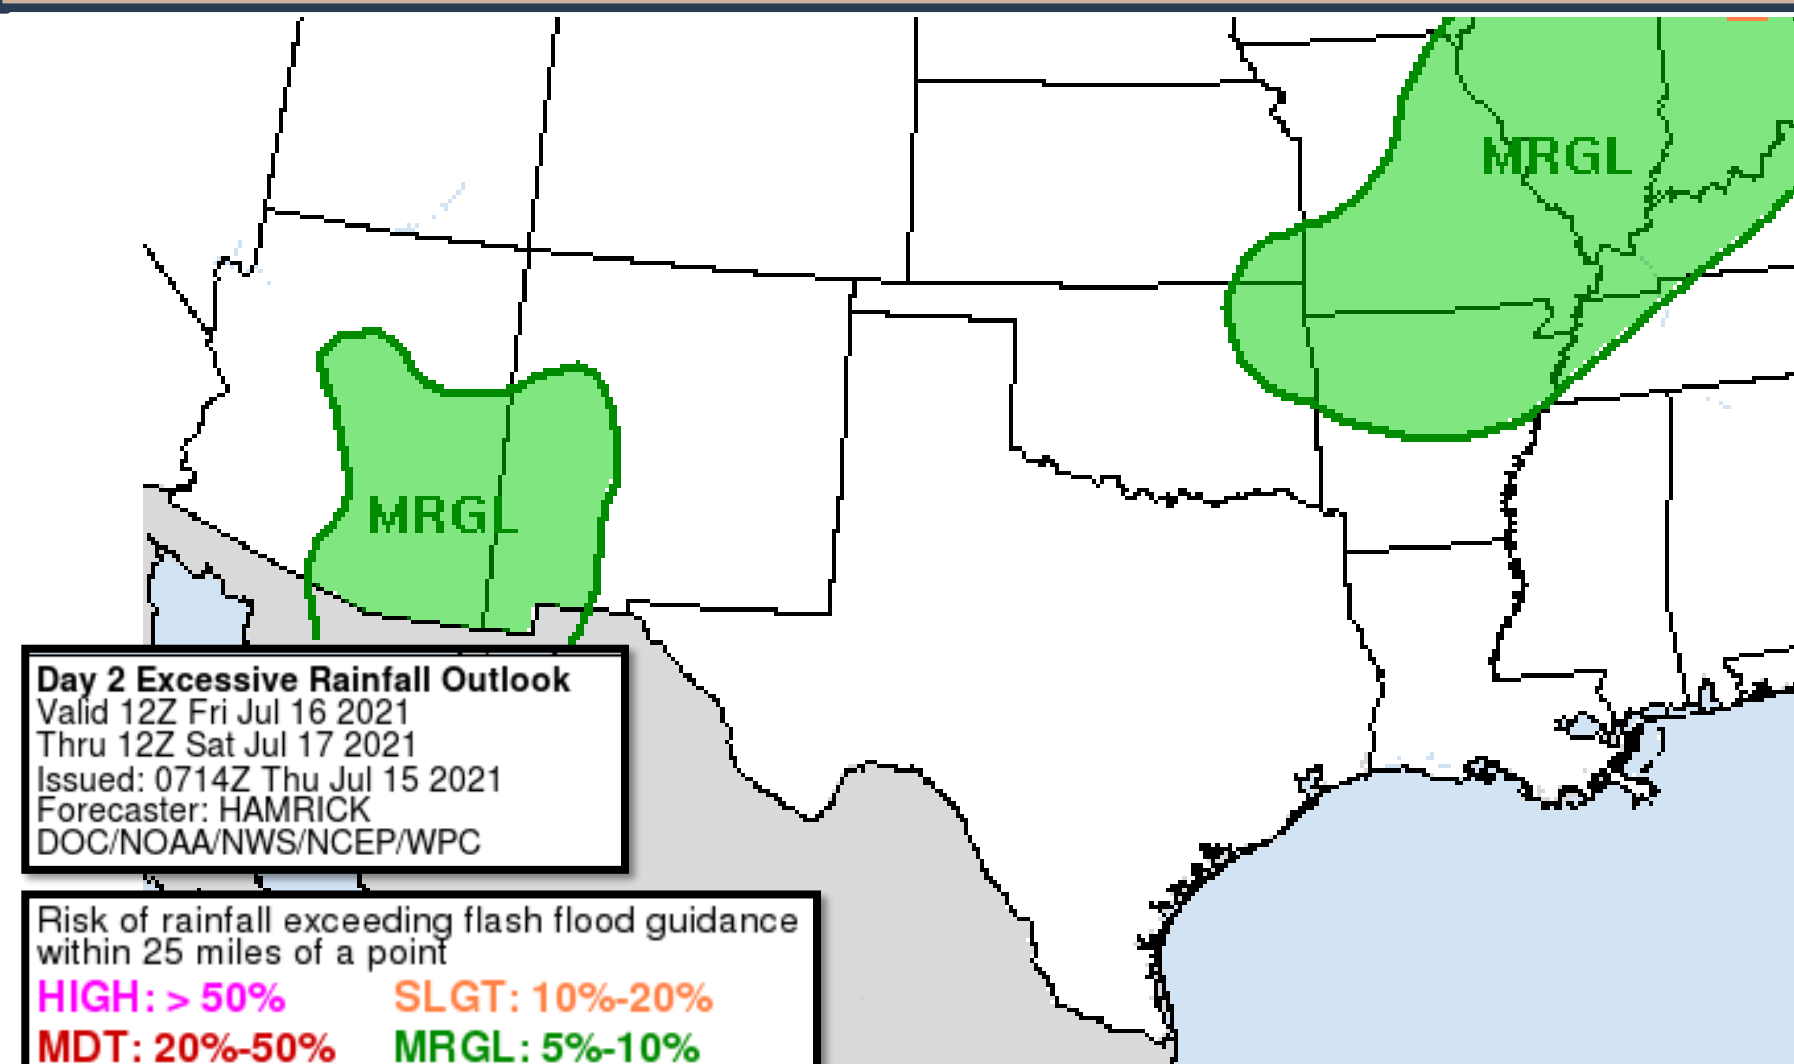 MRGL
MRGL
Day 2 Excessive Rainfall Outlook
Valid 12Z Fri Jul 16 2021
Thru 12Z Sat Jul 17 2021
Issued: 0714Z Thu Jul 15 2021
Forecaster: HAMRICK
DOC/NOAA/NWS/NCEP/WPC
Risk of rainfall exceeding flash flood guidance
within 25 miles of a point
HIGH: > 50% SLGT: 10%-20%
MDT: 20%-50% MRGL: 5%-10%